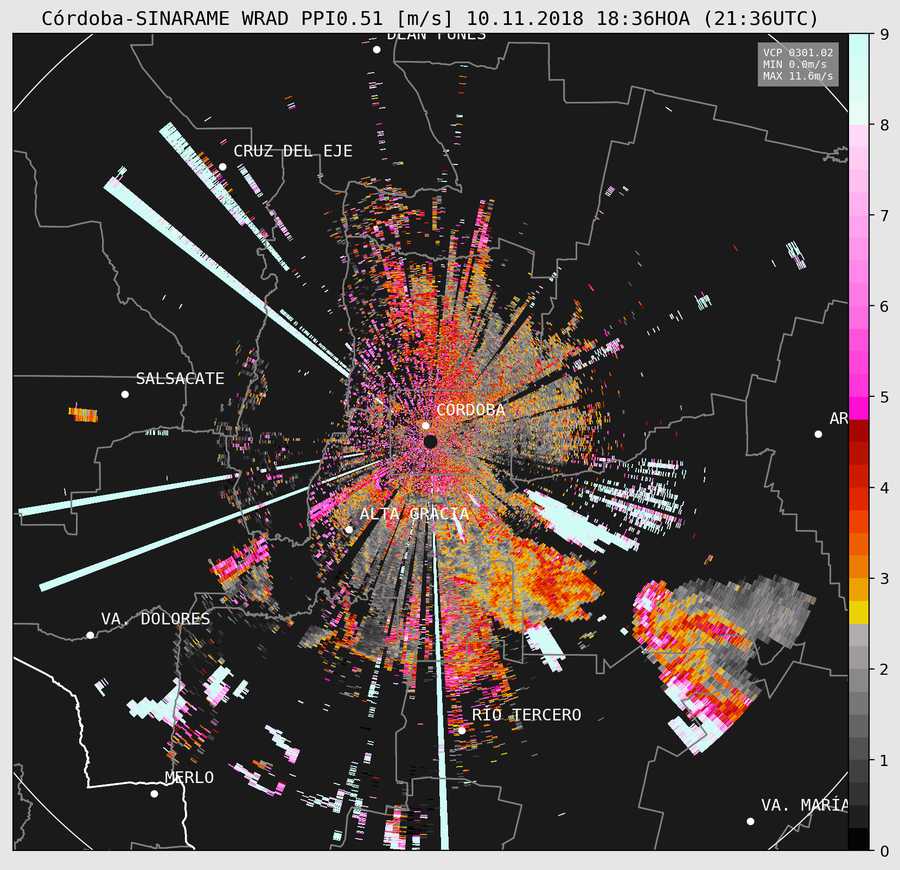 Córdoba-SINARAME WRAD PPI0.51 [m/s] 10.11.2018 18:36HOA (21:36UTC)
DEAN FUNES
VCP 0301.02
MIN 0.0m/s
MAX 11.6m/s
9
8
7
6
5
4
3
2
1
0
CRUZ DEL EJE
SALSACATE
CORDOBA
AR
ALTA GRACIA
VA. DOLORES
RIO TERCERO
MERLO
VA. MARÍA